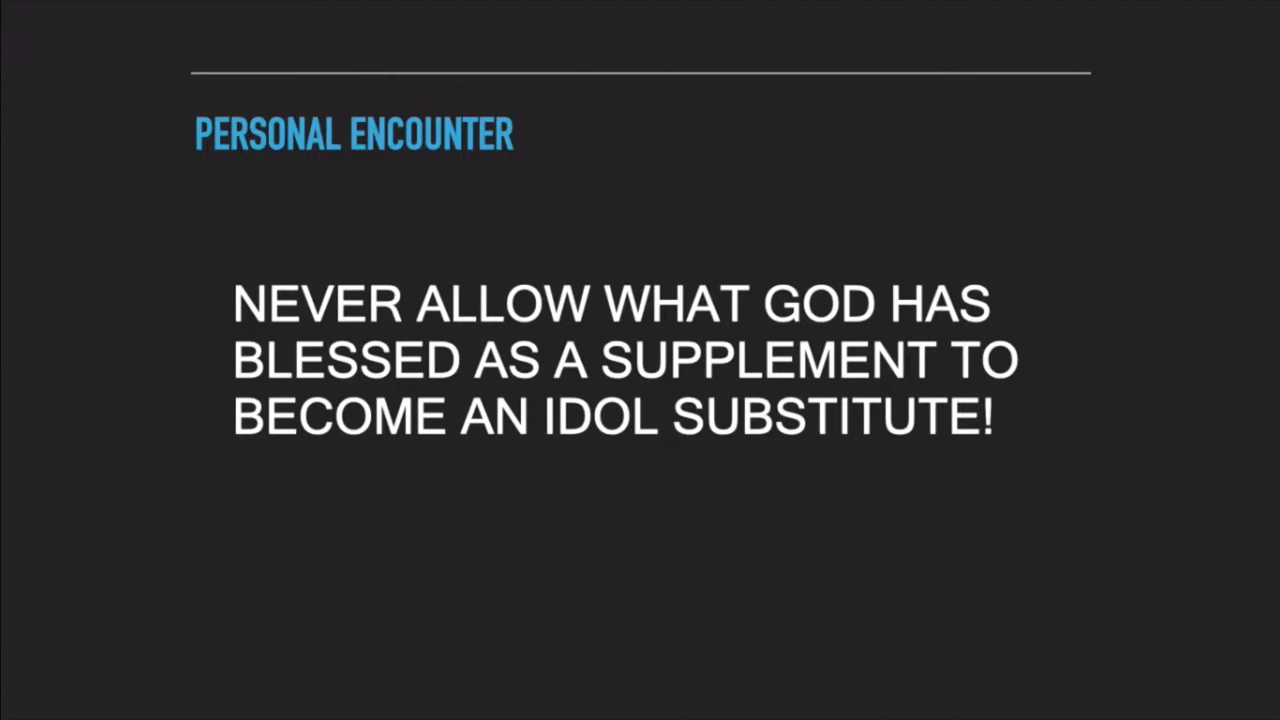 PERSONAL ENCOUNTER
NEVER ALLOW WHAT GOD HAS
BLESSED AS A SUPPLEMENT TO
BECOME AN IDOL SUBSTITUTE!